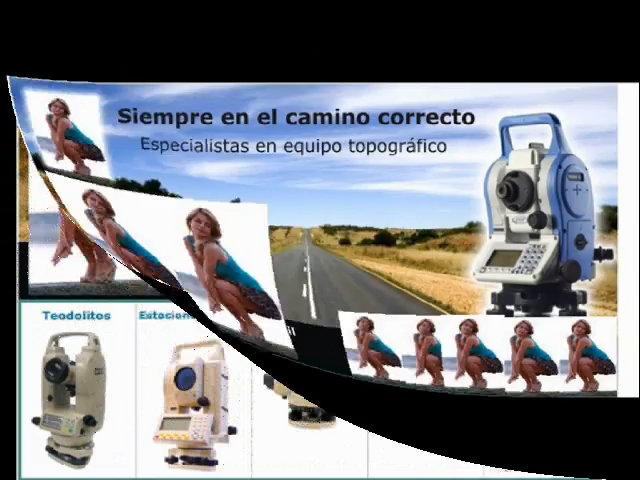 Siempre en el camino correcto
Especialistas en equipo topográfico
Teodolitos